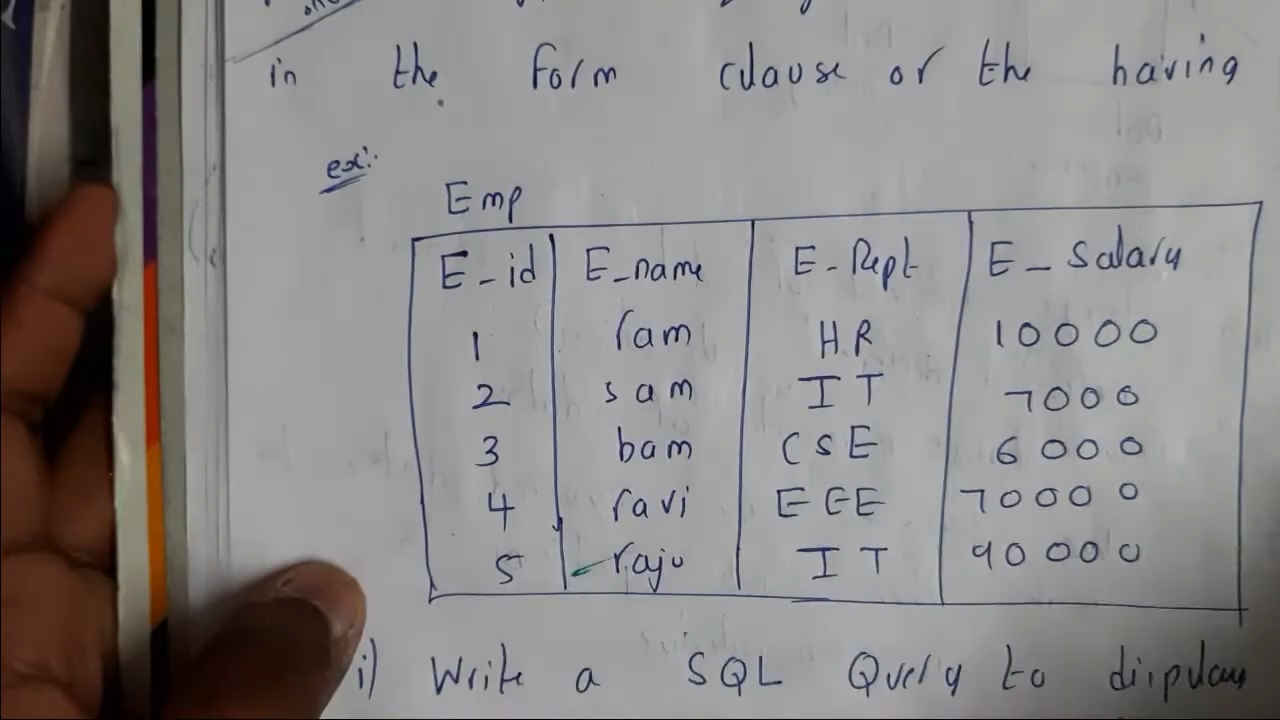 in the form clause or the having
ex:
Emp
E_id E_name E_Dept E_Salary
1 ram HR 10000
2 sam IT 7000
3 bam CSE 6000
4 ravi EEE 70000
5 raju IT 90000
i) Write a SQL Query to display